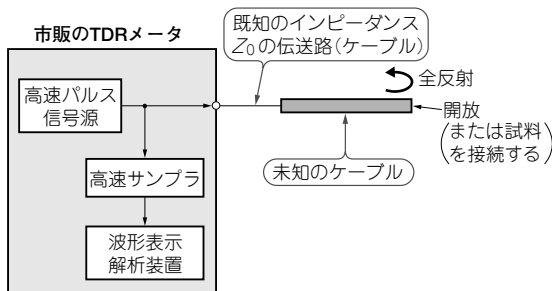 市販のTDRメータ
高速パルス
信号源
高速サンプラ
波形表示
解析装置
既知のインピーダンス
Z0の伝送路(ケーブル)
全反射
開放
(または試料
を接続する)
未知のケーブル